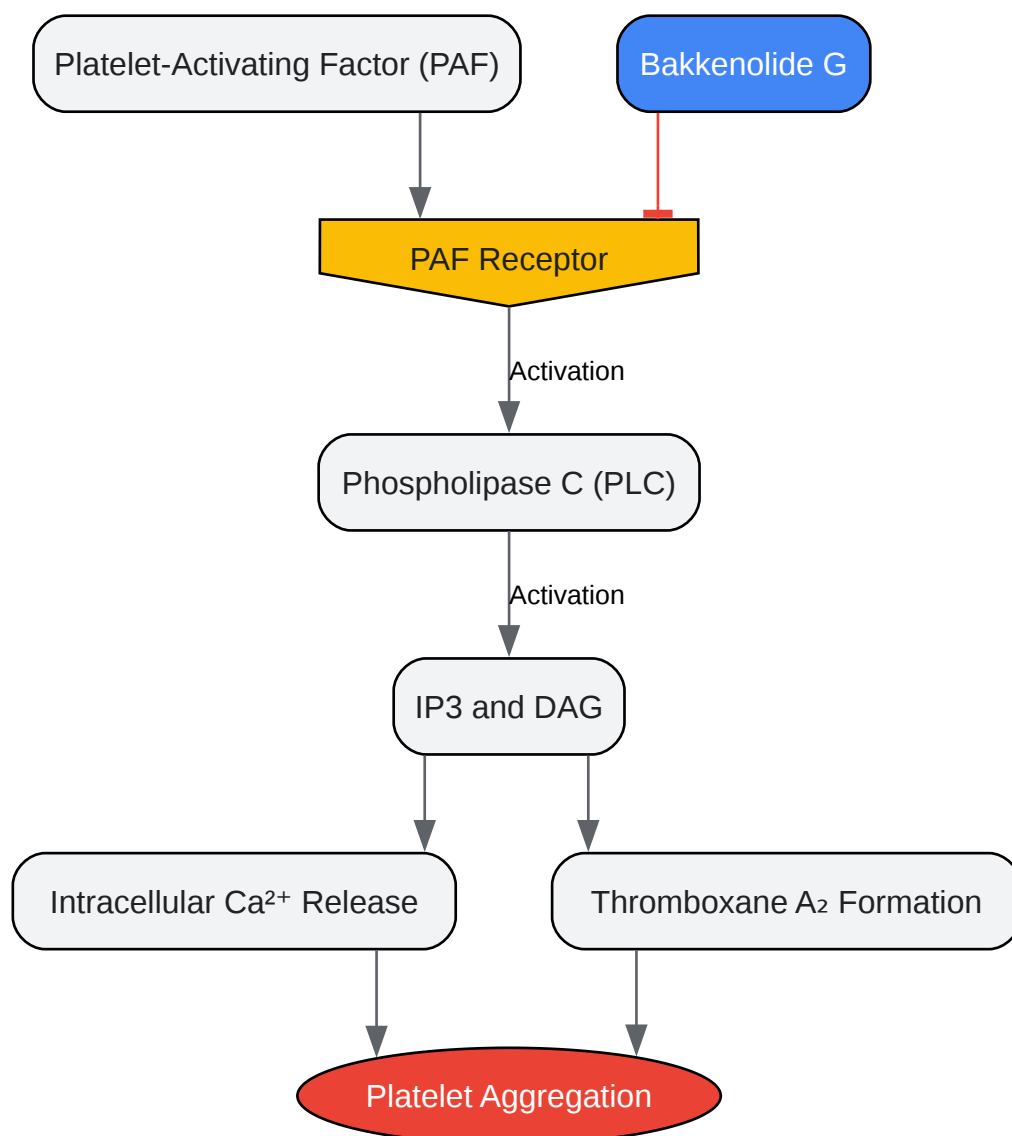 Platelet-Activating Factor (PAF)
Bakkenolide G
PAF Receptor
Activation
Phospholipase C (PLC)
Activation
IP3 and DAG
Intracellular Ca²⁺ Release
Thromboxane A₂ Formation
Platelet Aggregation